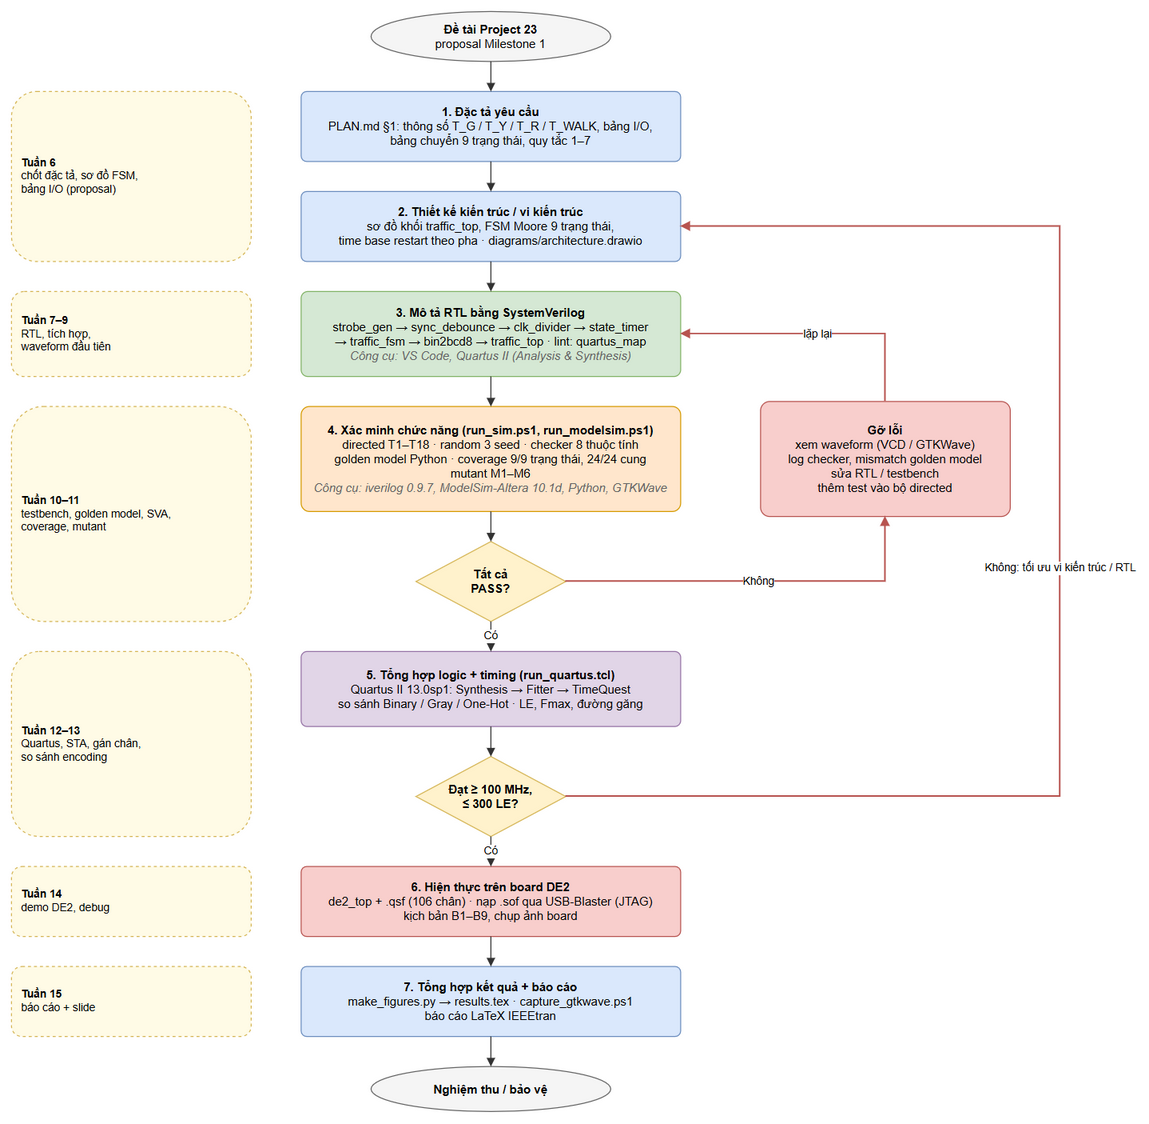 Đề tài Project 23
proposal Milestone 1
1. Đặc tả yêu cầu
PLAN.md §1: thông số T_G / T_Y / T_R / T_WALK, bảng I/O,
bảng chuyển 9 trạng thái, quy tắc 1–7
Tuần 6
chốt đặc tả, sơ đồ FSM,
bảng I/O (proposal)
2. Thiết kế kiến trúc / vi kiến trúc
sơ đồ khối traffic_top, FSM Moore 9 trạng thái,
time base restart theo pha · diagrams/architecture.drawio
Tuần 7–9
RTL, tích hợp,
waveform đầu tiên
3. Mô tả RTL bằng SystemVerilog
strobe_gen → sync_debounce → clk_divider → state_timer
→ traffic_fsm → bin2bcd8 → traffic_top · lint: quartus_map
Công cụ: VS Code, Quartus II (Analysis & Synthesis)
lặp lại
4. Xác minh chức năng (run_sim.ps1, run_modelsim.ps1)
directed T1–T18 · random 3 seed · checker 8 thuộc tính
golden model Python · coverage 9/9 trạng thái, 24/24 cung
mutant M1–M6
Công cụ: iverilog 0.9.7, ModelSim-Altera 10.1d, Python, GTKWave
Gỡ lỗi
xem waveform (VCD / GTKWave)
log checker, mismatch golden model
sửa RTL / testbench
thêm test vào bộ directed
Tuần 10–11
testbench, golden model, SVA,
coverage, mutant
Tất cả
PASS?
Không
Không: tối ưu vi kiến trúc / RTL
Có
5. Tổng hợp logic + timing (run_quartus.tcl)
Quartus II 13.0sp1: Synthesis → Fitter → TimeQuest
so sánh Binary / Gray / One-Hot · LE, Fmax, đường găng
Tuần 12–13
Quartus, STA, gán chân,
so sánh encoding
Đạt ≥ 100 MHz,
≤ 300 LE?
Có
Tuần 14
demo DE2, debug
6. Hiện thực trên board DE2
de2_top + .qsf (106 chân) · nạp .sof qua USB-Blaster (JTAG)
kịch bản B1–B9, chụp ảnh board
Tuần 15
báo cáo + slide
7. Tổng hợp kết quả + báo cáo
make_figures.py → results.tex · capture_gtkwave.ps1
báo cáo LaTeX IEEEtran
Nghiệm thu / bảo vệ